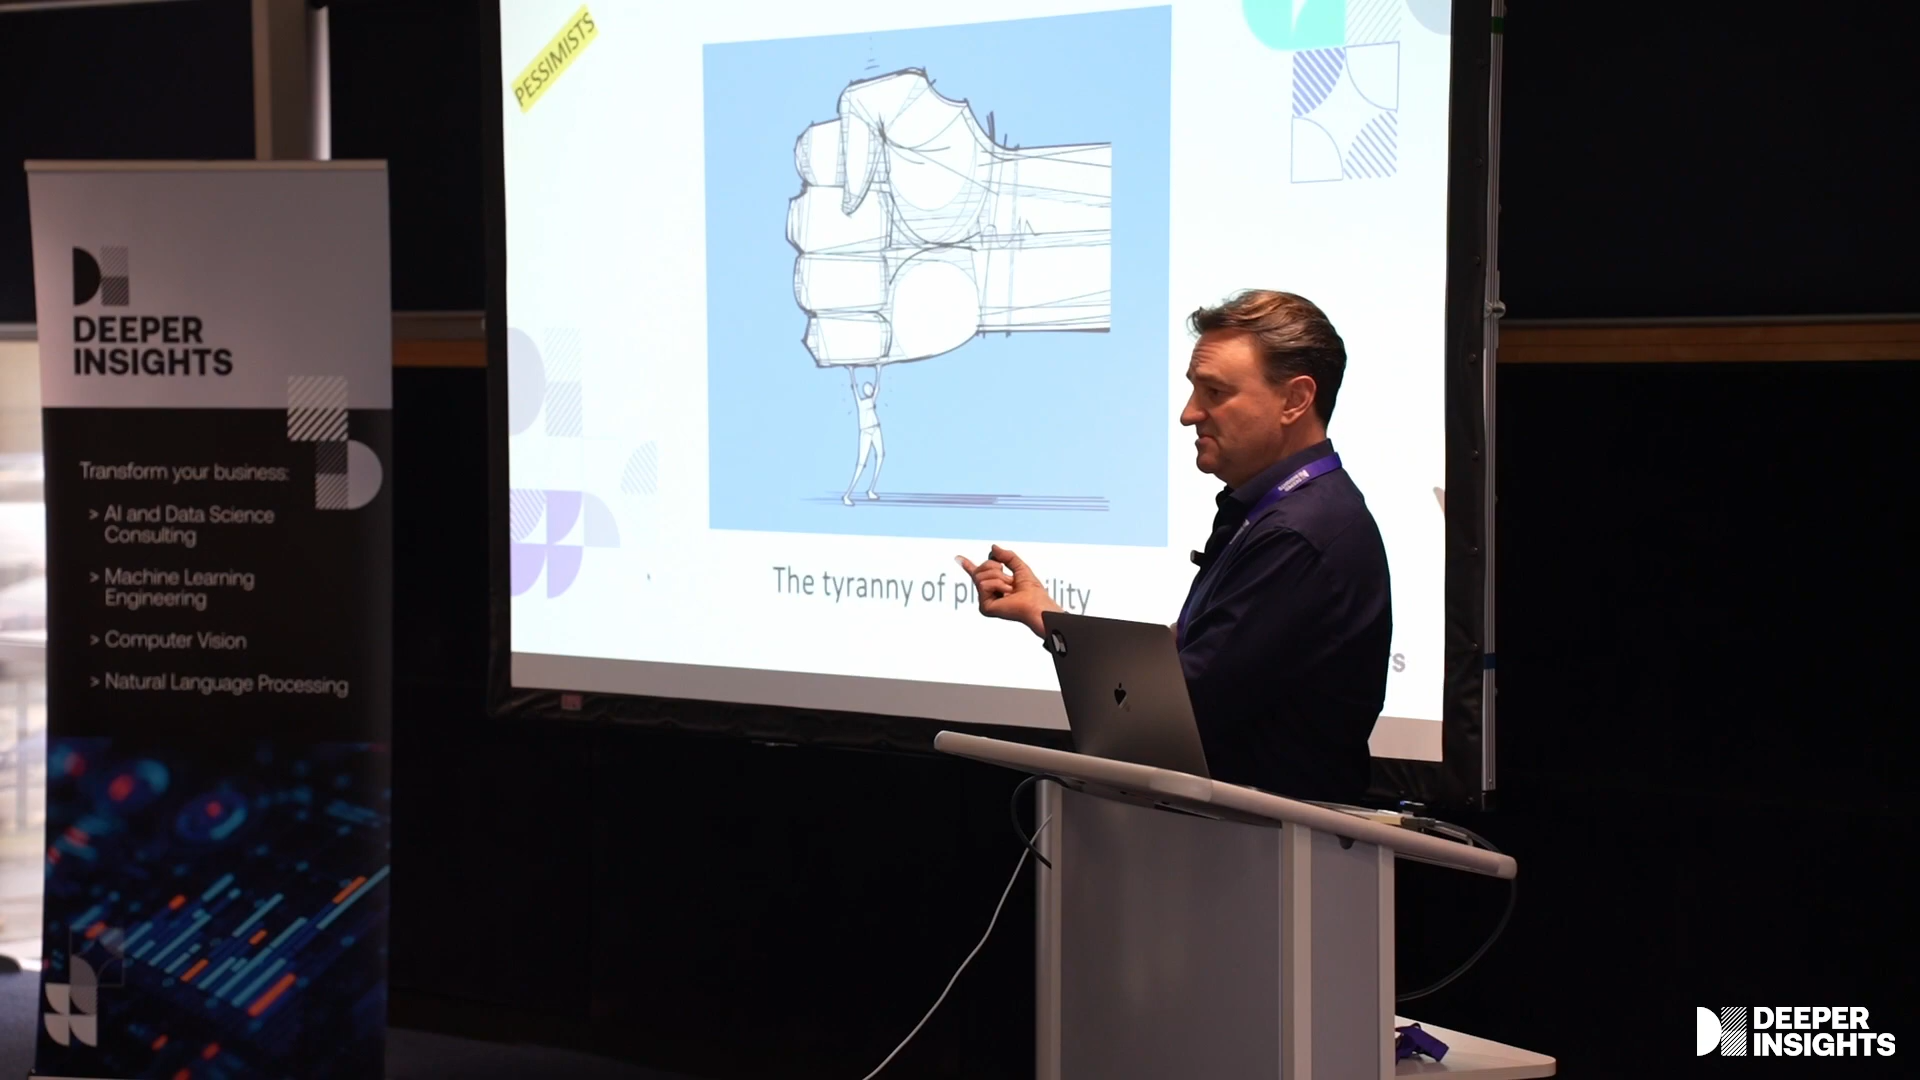 PESSIMISTS
The tyranny of pl
ility
DEEPER
INSIGHTS
Transform your business:
> AI and Data Science
Consulting
> Machine Learning
Engineering
> Computer Vision
> Natural Language Processing
DEEPER
INSIGHTS